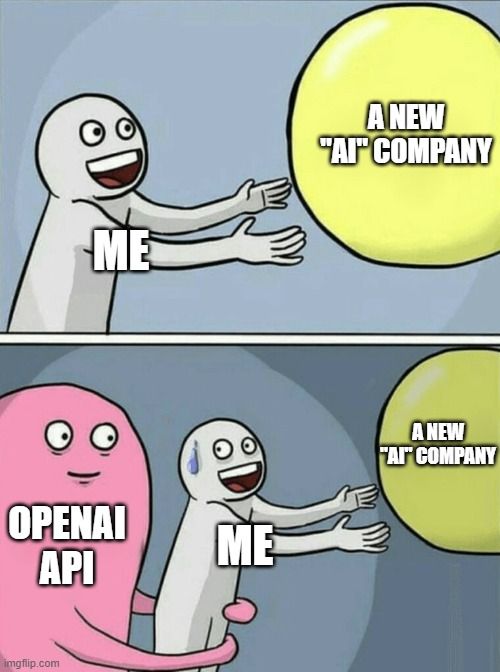 A NEW
"AI" COMPANY
ME
A NEW
"AI" COMPANY
OPENAI
API
ME
imgflip.com